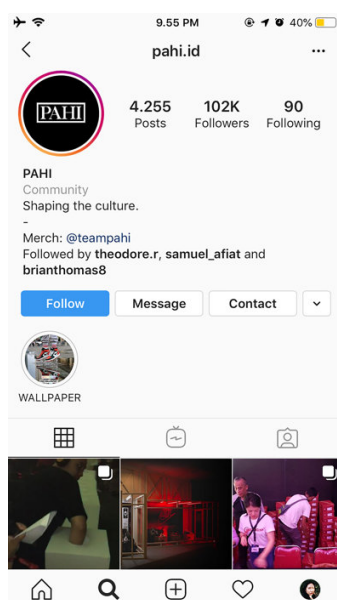 9.55 PM
40%
pahi.id
PAHI
4.255
102K
90
Posts
Followers
Following
PAHI
Community
Shaping the culture.
-
Merch: @teampahi
Followed by theodore.r, samuel_afiat and
brianthomas8
Follow
Message
Contact
WALLPAPER